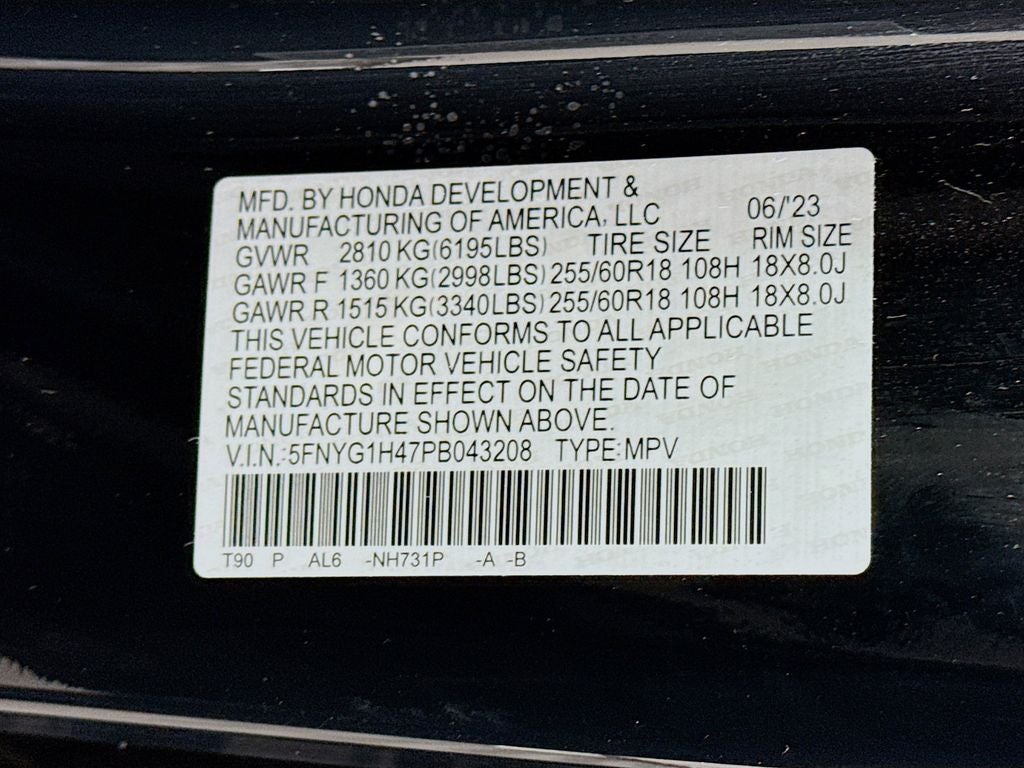 MFD. BY HONDA DEVELOPMENT &
MANUFACTURING OF AMERICA, LLC 06/'23
GVWR 2810 KG(6195LBS) TIRE SIZE RIM SIZE
GAWR F 1360 KG(2998LBS) 255/60R18 108H 18X8.0J
GAWR R 1515 KG(3340LBS) 255/60R18 108H 18X8.0J
THIS VEHICLE CONFORMS TO ALL APPLICABLE
FEDERAL MOTOR VEHICLE SAFETY
STANDARDS IN EFFECT ON THE DATE OF
MANUFACTURE SHOWN ABOVE.
V.I.N.:5FNYG1H47PB043208 TYPE:MPV
T90 P AL6 -NH731P -A -B